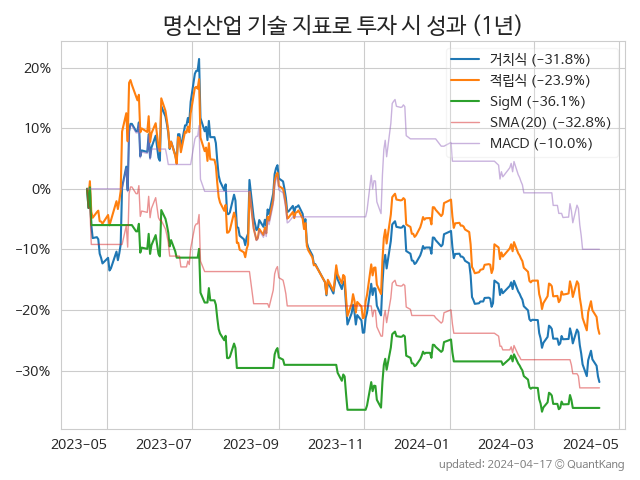 명신산업 기술 지표로 투자 시 성과 (1년)
거치식 (−31.8%)
적립식 (−23.9%)
SigM (−36.1%)
SMA(20) (−32.8%)
MACD (−10.0%)
20%
10%
0%
−10%
−20%
−30%
2023-05 2023-07 2023-09 2023-11 2024-01 2024-03 2024-05
updated: 2024-04-17 © QuantKang